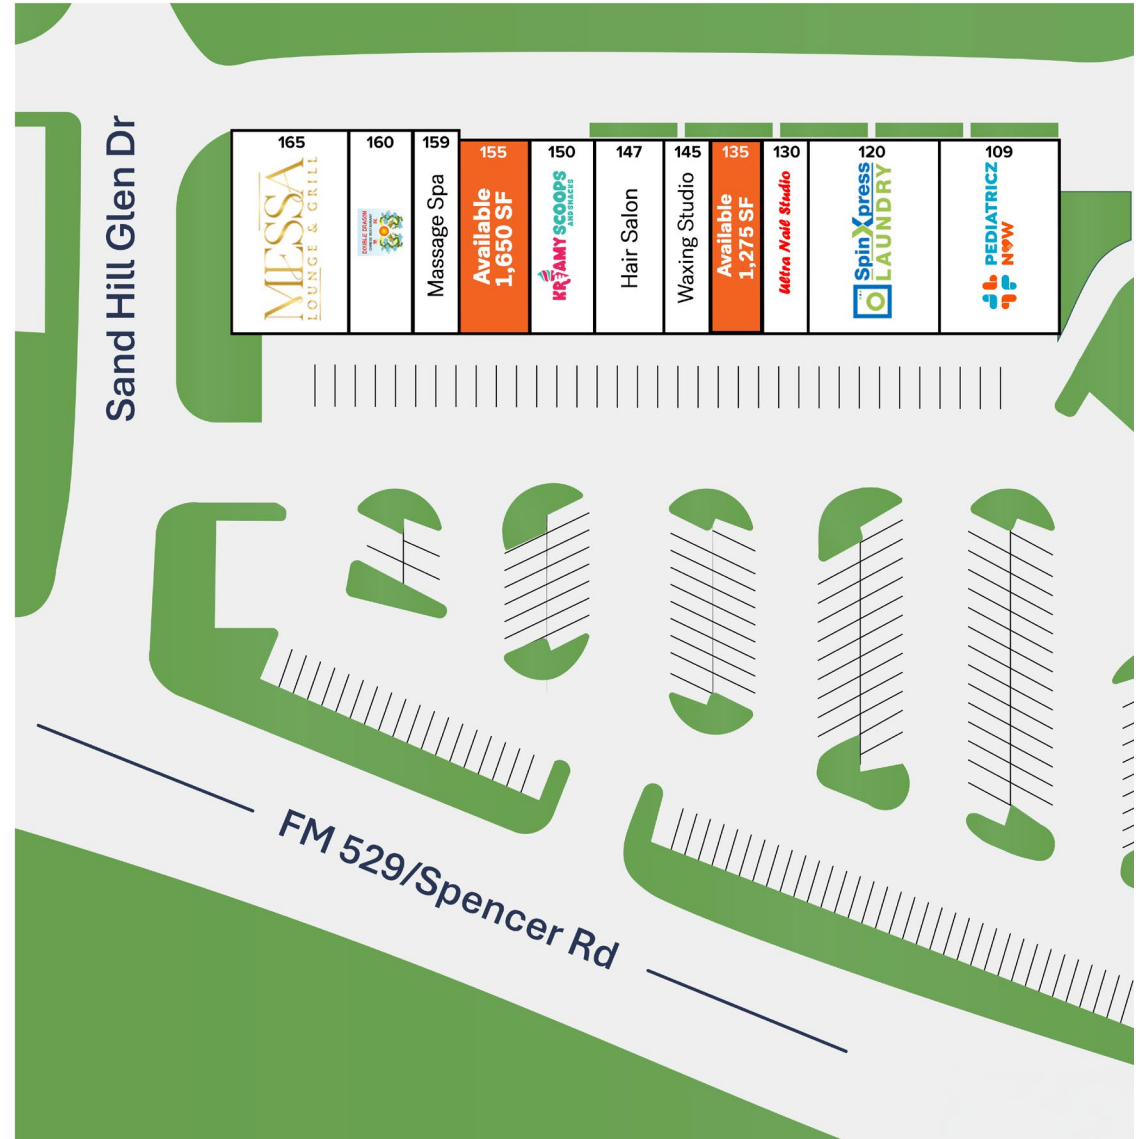 Sand Hill Glen Dr
165
MESSA
LOUNGE & GRILL
160
DOUBLE DRAGON
159
Massage Spa
155
Available
1,650 SF
150
KREAMY SCOOPS
AND SNACKS
147
Hair Salon
145
Waxing Studio
135
Available
1,275 SF
130
Ultra Nail Studio
120
SpinXpress
LAUNDRY
109
PEDIATRICZ
NOW
FM 529/Spencer Rd